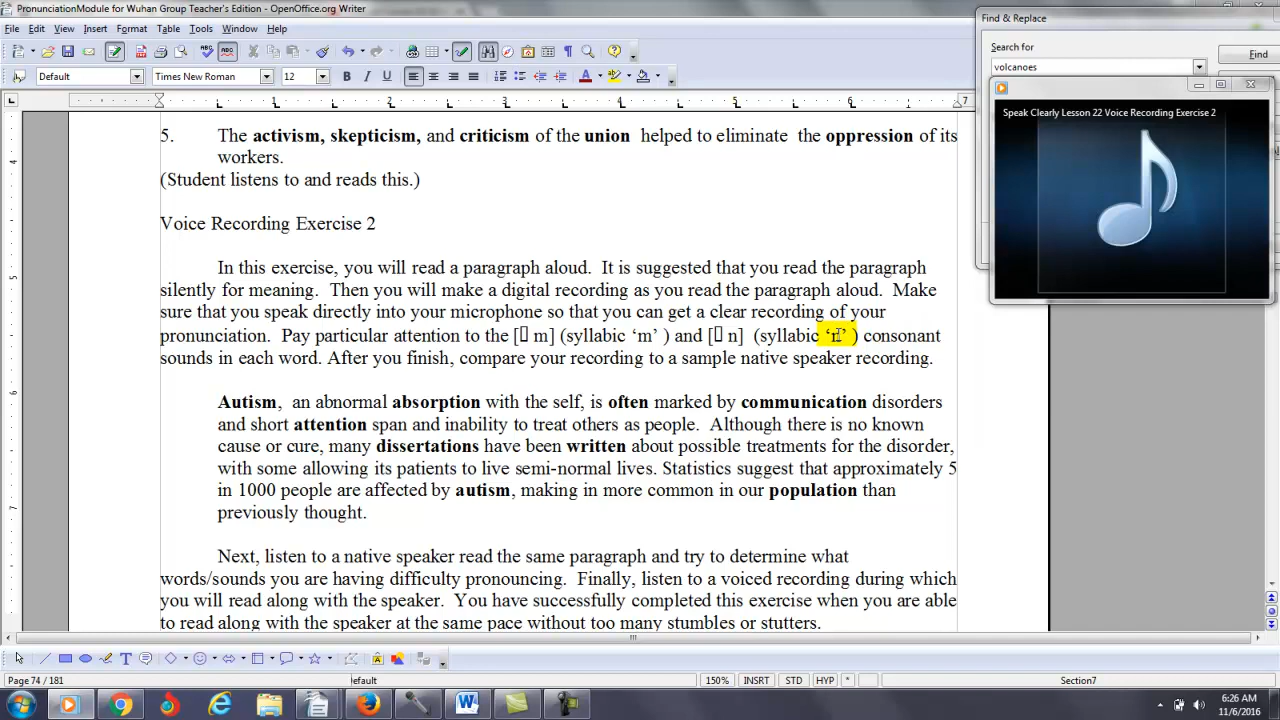 PronunciationModule for Wuhan Group Teacher's Edition - OpenOffice.org Writer
File Edit View Insert Format Table Tools Window Help
Default Times New Roman 12
Find & Replace
Search for
Find
volcanoes
Speak Clearly Lesson 22 Voice Recording Exercise 2
5. The activism, skepticism, and criticism of the union helped to eliminate the oppression of its
workers.
(Student listens to and reads this.)
Voice Recording Exercise 2
In this exercise, you will read a paragraph aloud. It is suggested that you read the paragraph
silently for meaning. Then you will make a digital recording as you read the paragraph aloud. Make
sure that you speak directly into your microphone so that you can get a clear recording of your
pronunciation. Pay particular attention to the [▯ m] (syllabic ‘m’ ) and [▯ n] (syllabic ‘n’ ) consonant
sounds in each word. After you finish, compare your recording to a sample native speaker recording.
Autism, an abnormal absorption with the self, is often marked by communication disorders
and short attention span and inability to treat others as people. Although there is no known
cause or cure, many dissertations have been written about possible treatments for the disorder,
with some allowing its patients to live semi-normal lives. Statistics suggest that approximately 5
in 1000 people are affected by autism, making in more common in our population than
previously thought.
Next, listen to a native speaker read the same paragraph and try to determine what
words/sounds you are having difficulty pronouncing. Finally, listen to a voiced recording during which
you will read along with the speaker. You have successfully completed this exercise when you are able
to read along with the speaker at the same pace without too many stumbles or stutters.
Page 74 / 181 efault 150% INSRT STD HYP * Section7
6:26 AM
11/6/2016